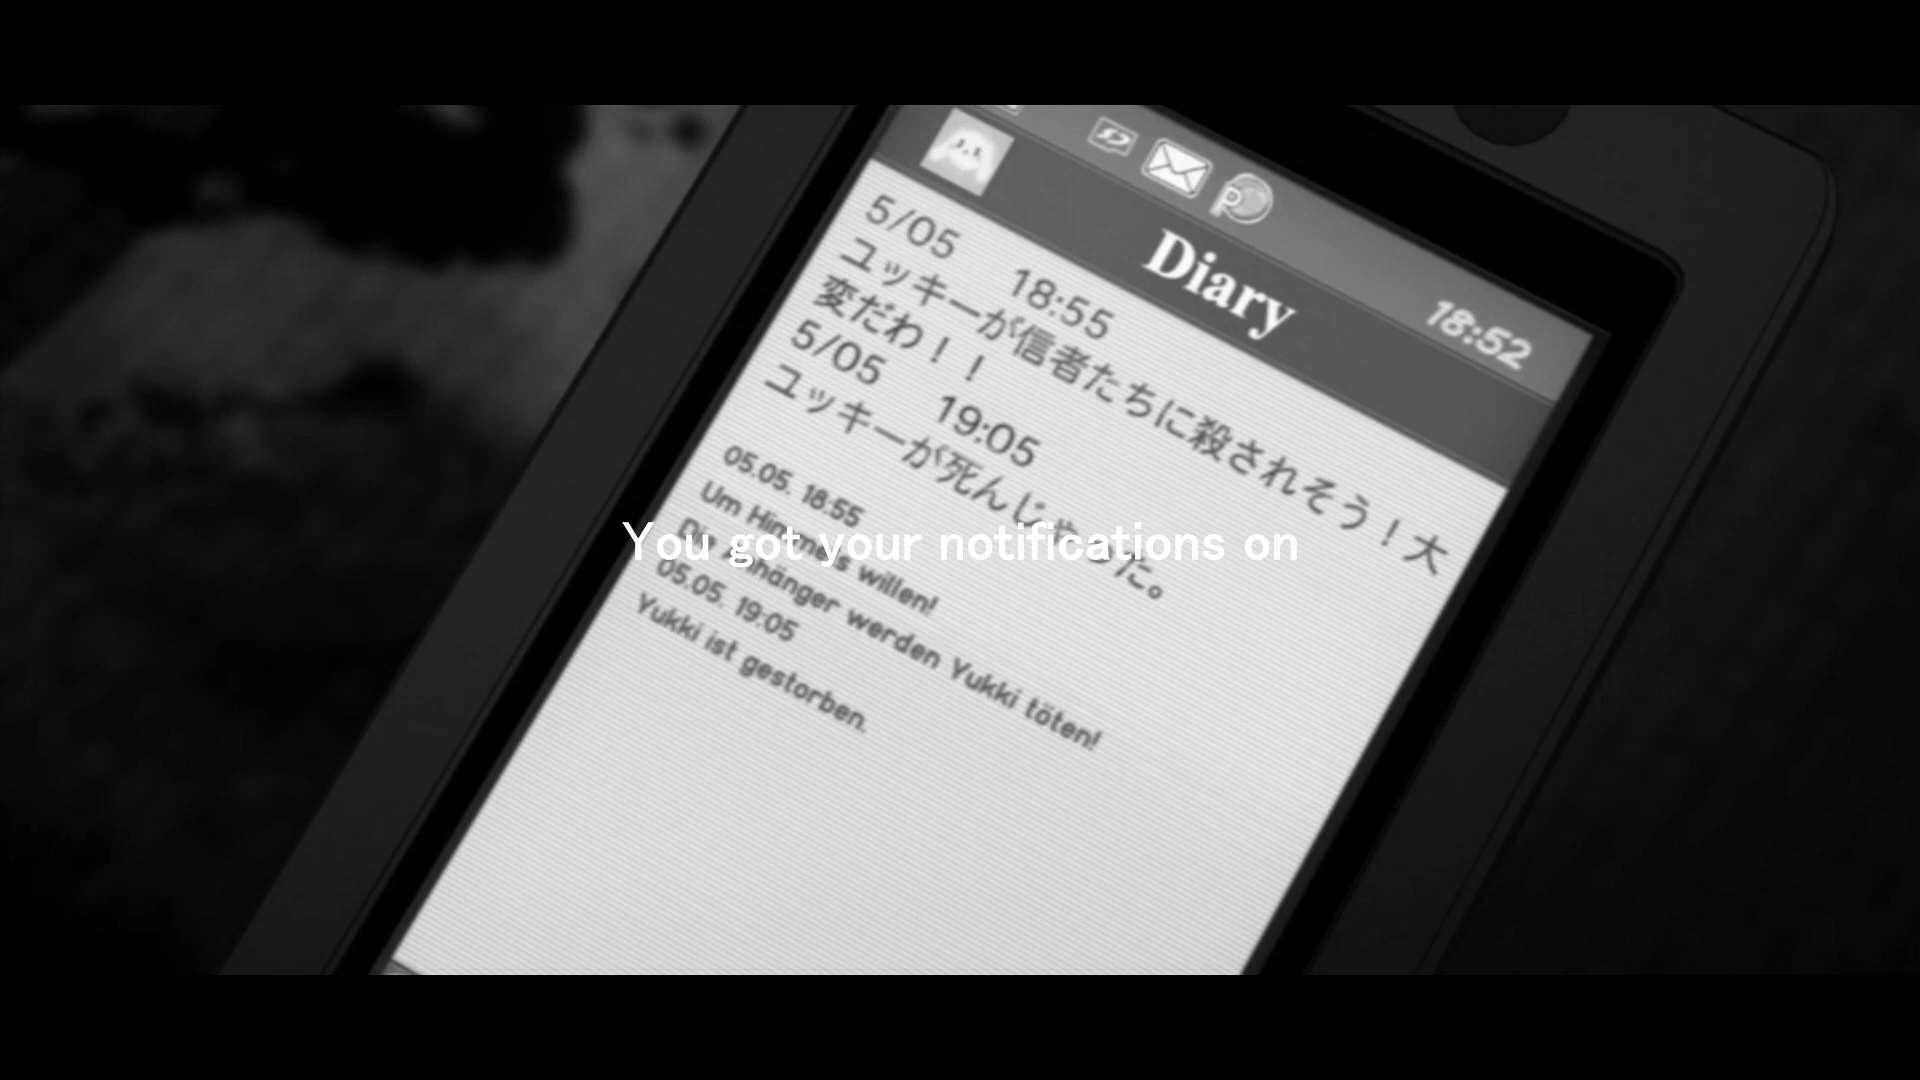 Diary
18:52
5/05 18:55
ユッキーが信者たちに殺されそう！大
変だわ！！
5/05 19:05
ユッキーが死んじゃった。
05.05. 18:55
Um Himmels willen!
Die Anhänger werden Yukki töten!
05.05. 19:05
Yukki ist gestorben.
You got your notifications on